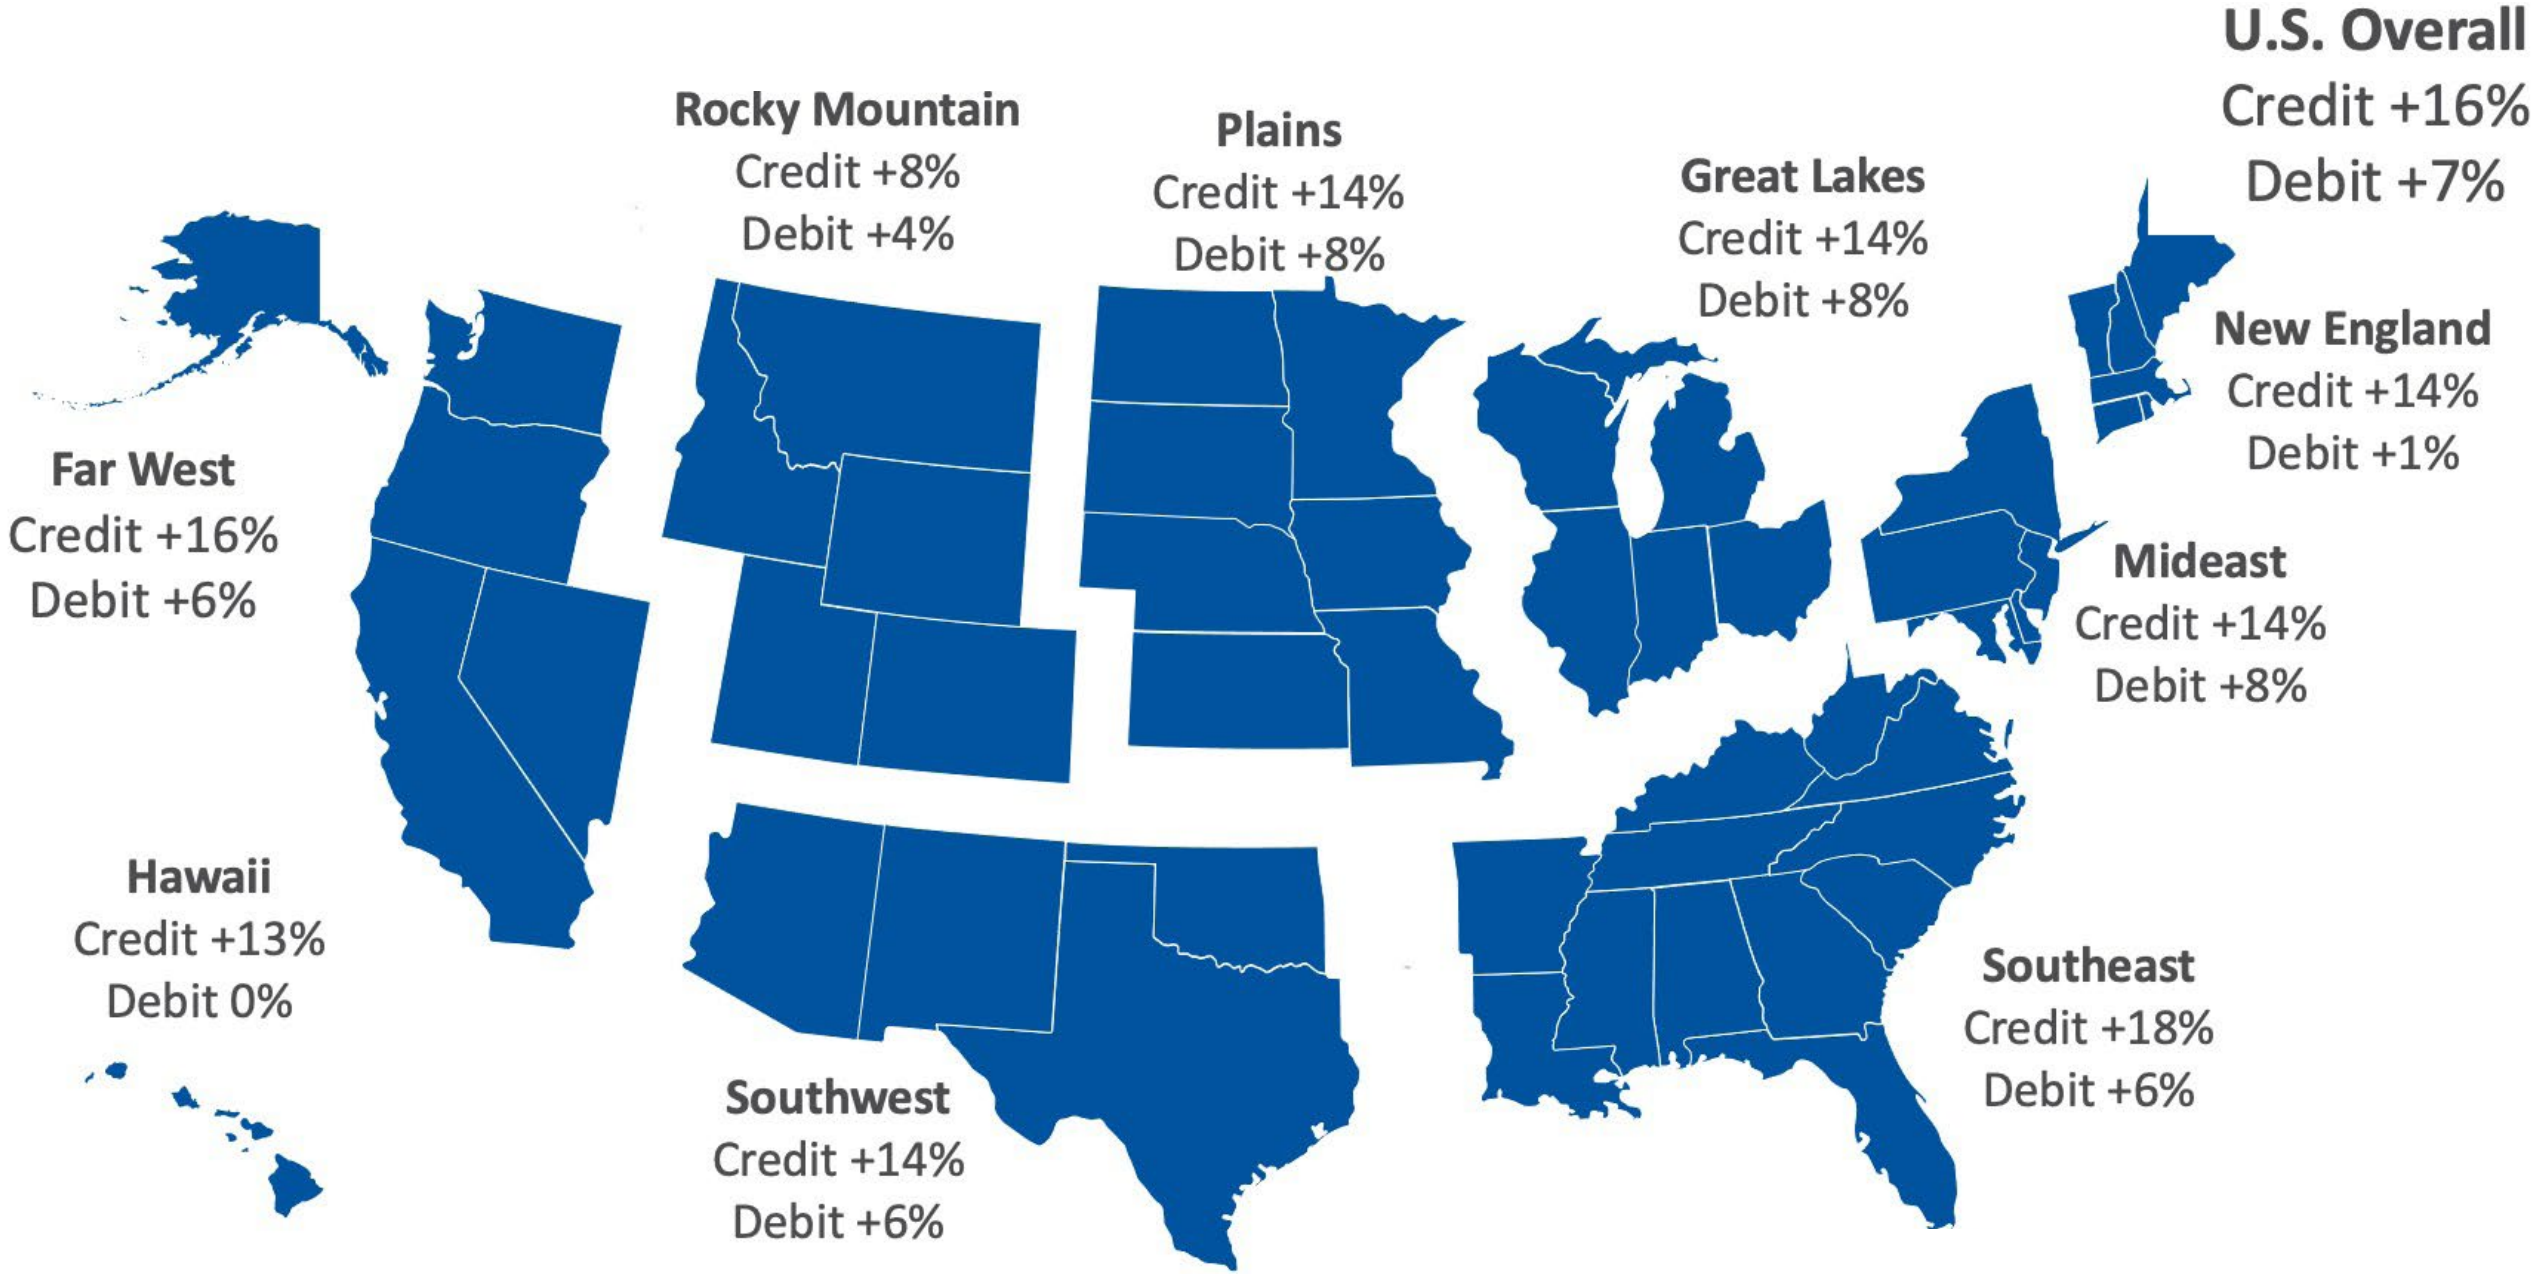 U.S. Overall
Credit +16%
Debit +7%
Rocky Mountain
Credit +8%
Debit +4%
Plains
Credit +14%
Debit +8%
Great Lakes
Credit +14%
Debit +8%
New England
Credit +14%
Debit +1%
Far West
Credit +16%
Debit +6%
Mideast
Credit +14%
Debit +8%
Hawaii
Credit +13%
Debit 0%
Southeast
Credit +18%
Debit +6%
Southwest
Credit +14%
Debit +6%